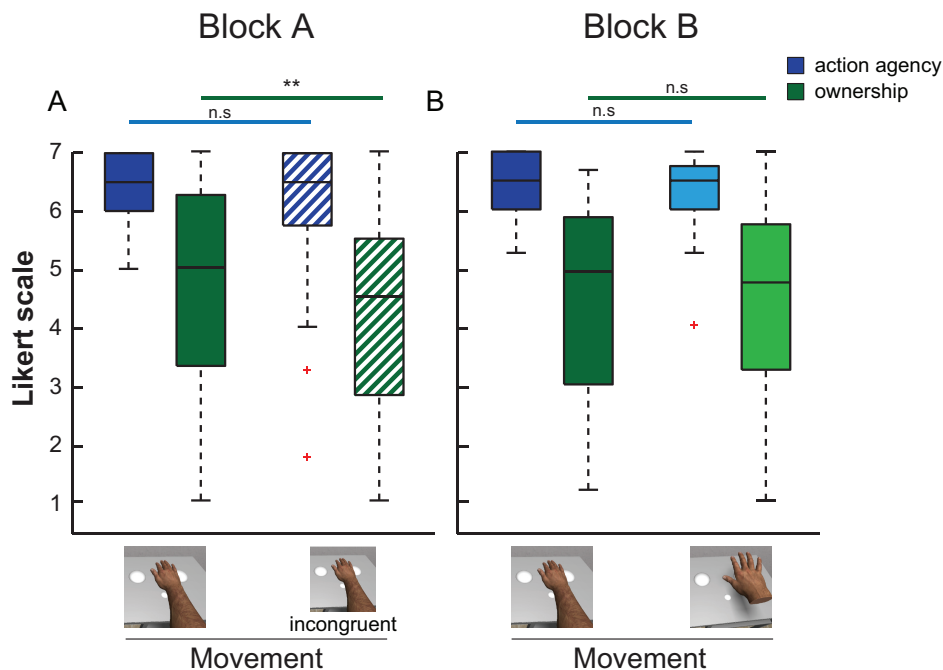 Block A
Block B
action agency
ownership
A
**
n.s
B
n.s
n.s
Likert scale
7
6
5
4
3
2
1
incongruent
Movement
Movement